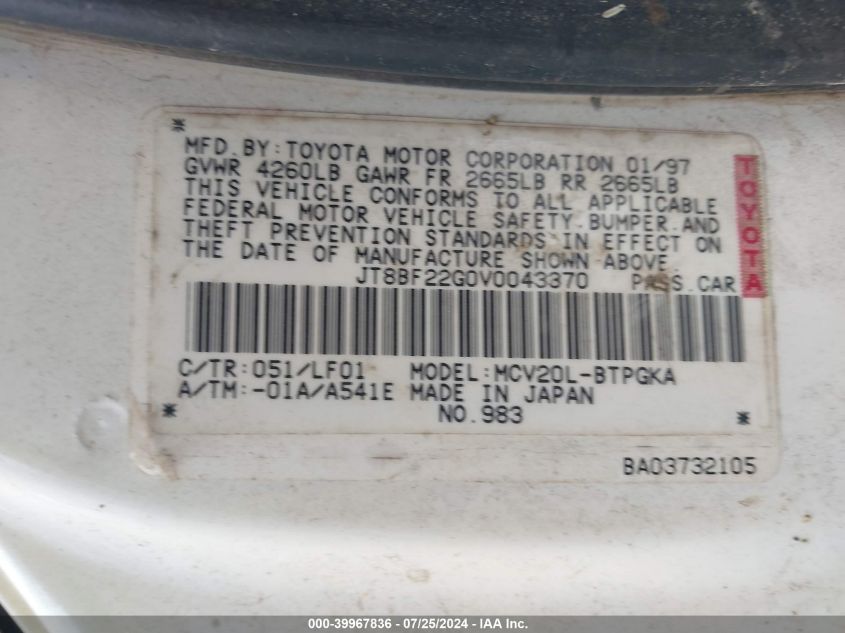 MFD.BY:TOYOTA MOTOR CORPORATION 01/97
GVWR 4260LB GAWR FR 2665LB RR 2665LB
THIS VEHICLE CONFORMS TO ALL APPLICABLE
FEDERAL MOTOR VEHICLE SAFETY.BUMPER.AND
THEFT PREVENTION STANDARDS IN EFFECT ON
THE DATE OF MANUFACTURE SHOWN ABOVE.
JT8BF22G0V0043370 PASS.CAR
TOYOTA
C/TR:051/LF01 MODEL:MCV20L-BTPGKA
A/TM:-01A/A541E MADE IN JAPAN
NO.983
BA03732105
000-39967836 - 07/25/2024 - IAA Inc.